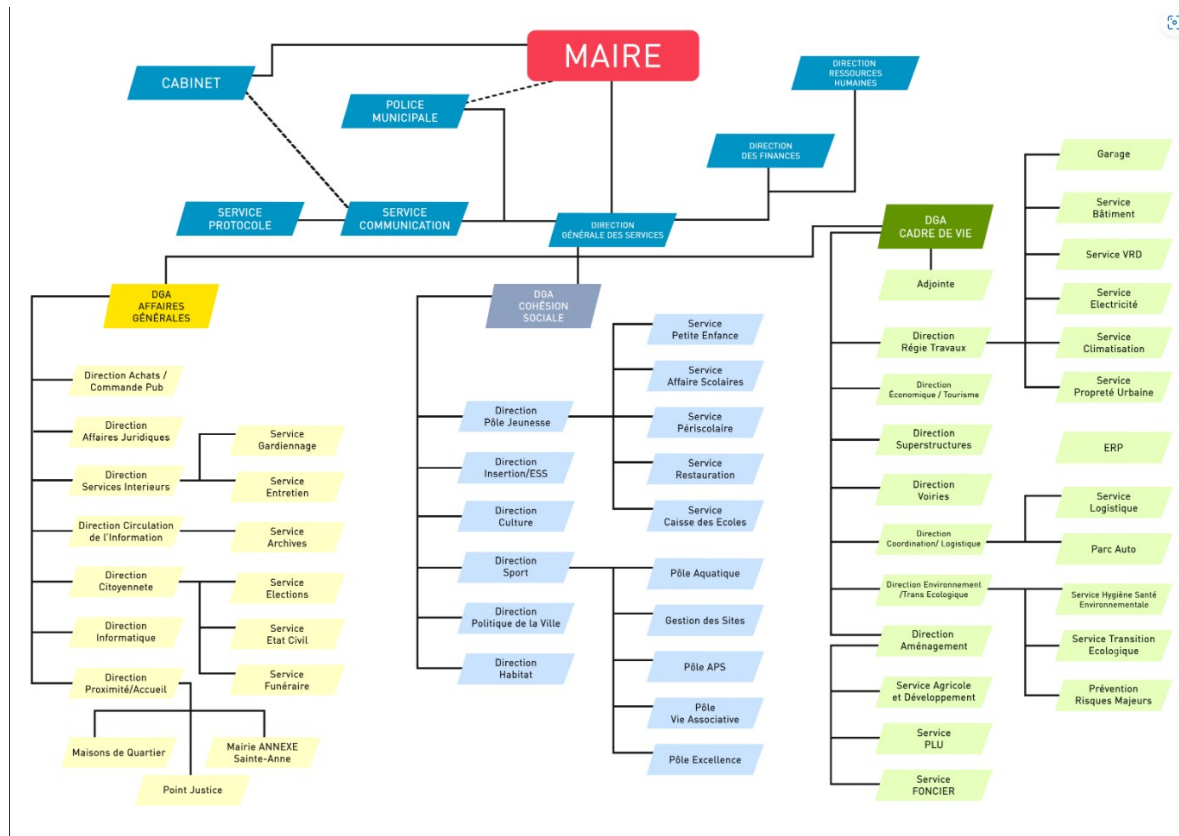 MAIRE
CABINET
DIRECTION
RESSOURCES
HUMAINES
POLICE
MUNICIPALE
DIRECTION
DES FINANCES
SERVICE
PROTOCOLE
SERVICE
COMMUNICATION
DIRECTION
GÉNÉRALE DES SERVICES
DGA
AFFAIRES
GÉNÉRALES
Direction Achats /
Commande Pub
Direction
Affaires Juridiques
Direction
Services Interieurs
Service
Gardiennage
Service
Entretien
Direction Circulation
de l'Information
Service
Archives
Direction
Citoyennete
Service
Elections
Service
Etat Civil
Service
Funéraire
Direction
Informatique
Direction
Proximité/Accueil
Maisons de Quartier
Point Justice
Mairie ANNEXE
Sainte-Anne
DGA
COHÉSION
SOCIALE
Direction
Pôle Jeunesse
Service
Petite Enfance
Service
Affaire Scolaires
Service
Périscolaire
Service
Restauration
Service
Caisse des Ecoles
Direction
Insertion/ESS
Direction
Culture
Direction
Sport
Pôle Aquatique
Gestion des Sites
Pôle APS
Pôle
Vie Associative
Pôle Excellence
Direction
Politique de la Ville
Direction
Habitat
DGA
CADRE DE VIE
Adjointe
Direction
Régie Travaux
Garage
Service
Bâtiment
Service VRD
Service
Electricité
Service
Climatisation
Service
Propreté Urbaine
Direction
Économique / Tourisme
Direction
Superstructures
ERP
Direction
Voiries
Direction
Coordination/ Logistique
Service
Logistique
Parc Auto
Direction Environnement
/Trans Ecologique
Service Hygiène Santé
Environnementale
Service Transition
Ecologique
Prévention
Risques Majeurs
Direction
Aménagement
Service Agricole
et Développement
Service
PLU
Service
FONCIER